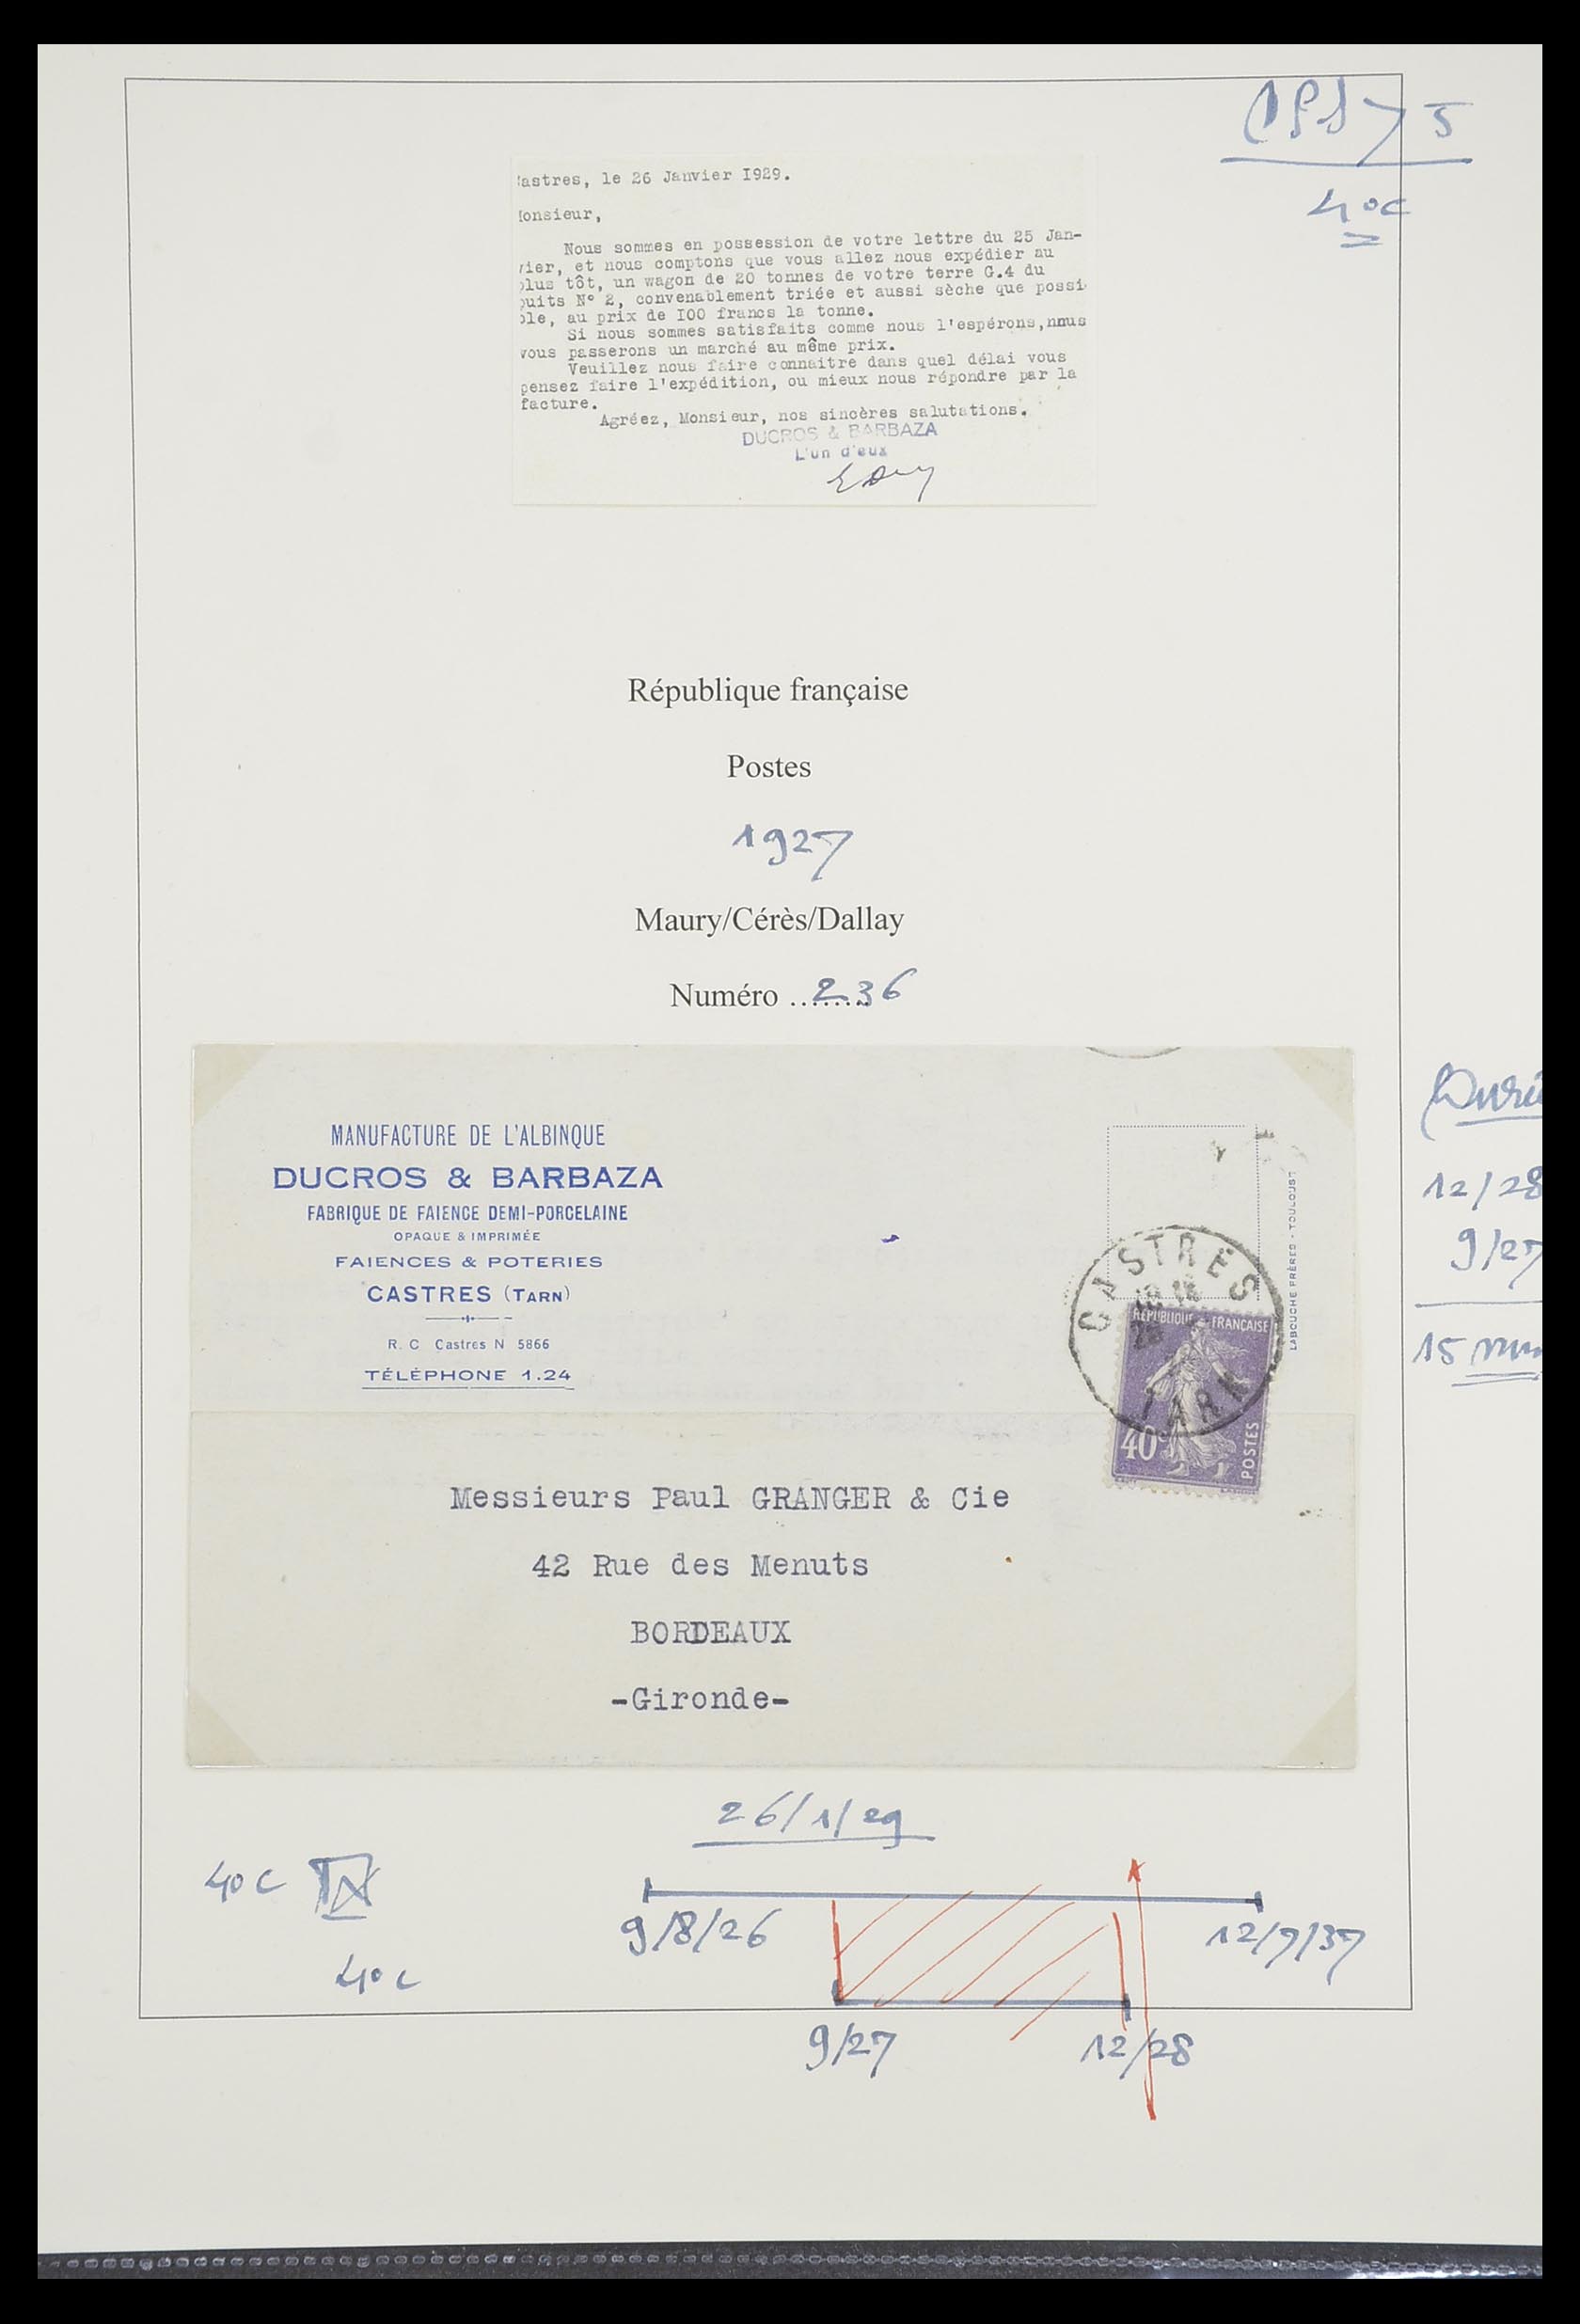 CPS > 5
40c
astres, le 26 Janvier I929.
onsieur,
Nous sommes en possession de votre lettre du 25 Jan-
vier, et nous comptons que vous allez nous expédier au
plus tôt, un wagon de 20 tonnes de votre terre G.4 du
puits N° 2, convenablement triée et aussi sèche que possi
ble, au prix de I00 francs la tonne.
Si nous sommes satisfaits comme nous l'espérons,nnus
vous passerons un marché au même prix.
Veuillez nous faire connaitre dans quel délai vous
pensez faire l'expédition, ou mieux nous répondre par la
facture.
Agréez, Monsieur, nos sincères salutations.
DUCROS & BARBAZA
L'un d'eux
République française
Postes
1927
Maury/Cérès/Dallay
Numéro ........236
MANUFACTURE DE L'ALBINQUE
DUCROS & BARBAZA
FABRIQUE DE FAIENCE DEMI-PORCELAINE
OPAQUE & IMPRIMÉE
FAIENCES & POTERIES
CASTRES (TARN)
R. C Castres N 5866
TÉLÉPHONE 1.24
LABOUCHE FRÈRES - TOULOUSE
CASTRES
TARN
RÉPUBLIQUE FRANÇAISE
40c
POSTES
Messieurs Paul GRANGER & Cie
42 Rue des Menuts
BORDEAUX
-Gironde-
12/28
9/27
15
26/1/29
40c
40c
9/8/26
12/7/37
9/27
12/28